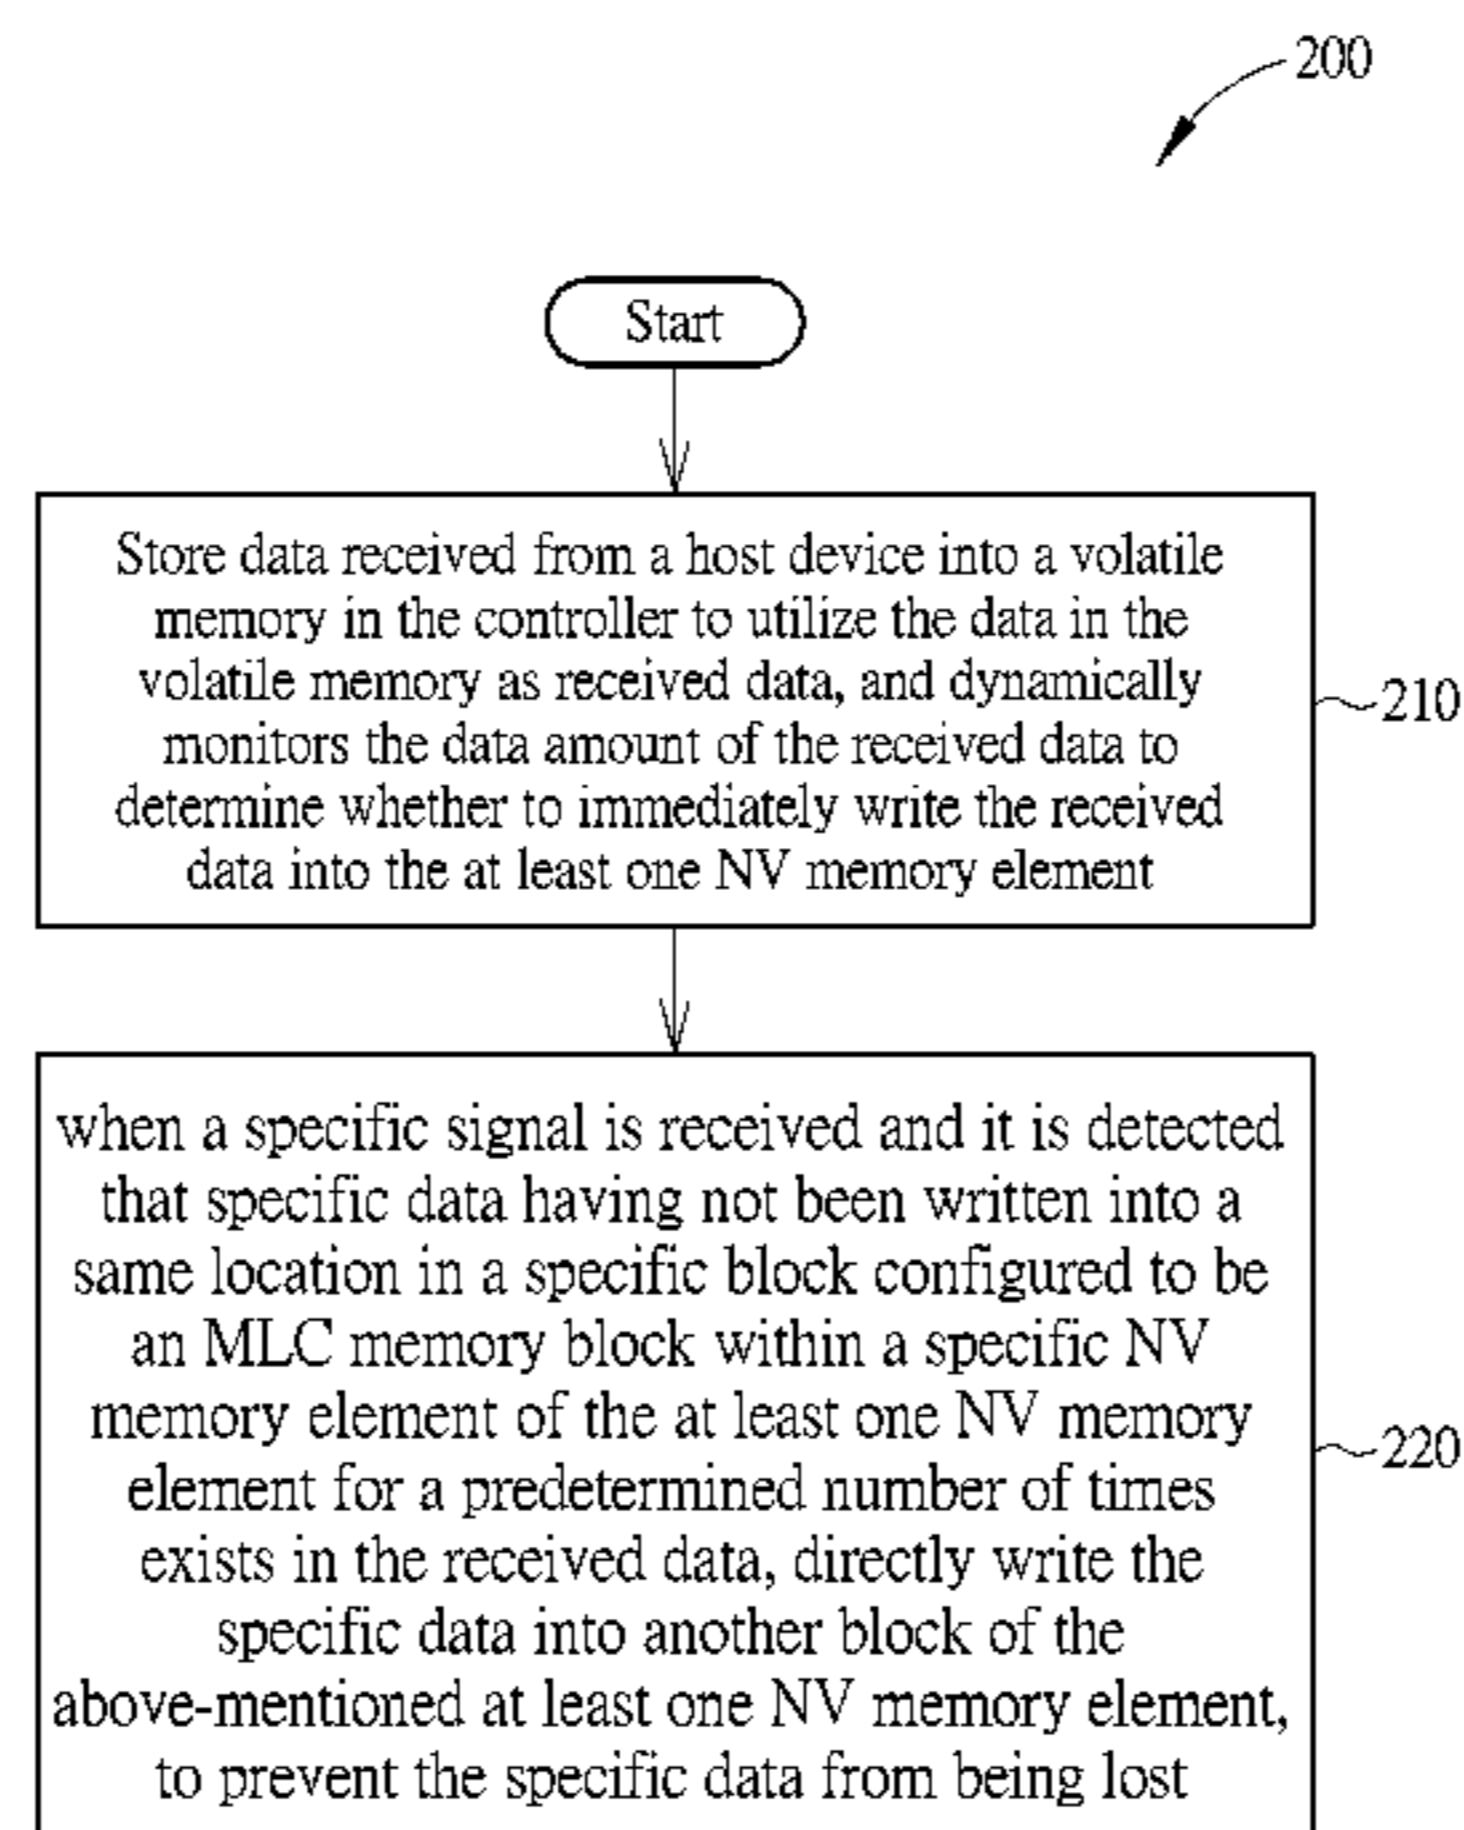 200
Start
Store data received from a host device into a volatile
memory in the controller to utilize the data in the
volatile memory as received data, and dynamically
monitors the data amount of the received data to
determine whether to immediately write the received
data into the at least one NV memory element
210
when a specific signal is received and it is detected
that specific data having not been written into a
same location in a specific block configured to be
an MLC memory block within a specific NV
memory element of the at least one NV memory
element for a predetermined number of times
exists in the received data, directly write the
specific data into another block of the
above-mentioned at least one NV memory element,
to prevent the specific data from being lost
220